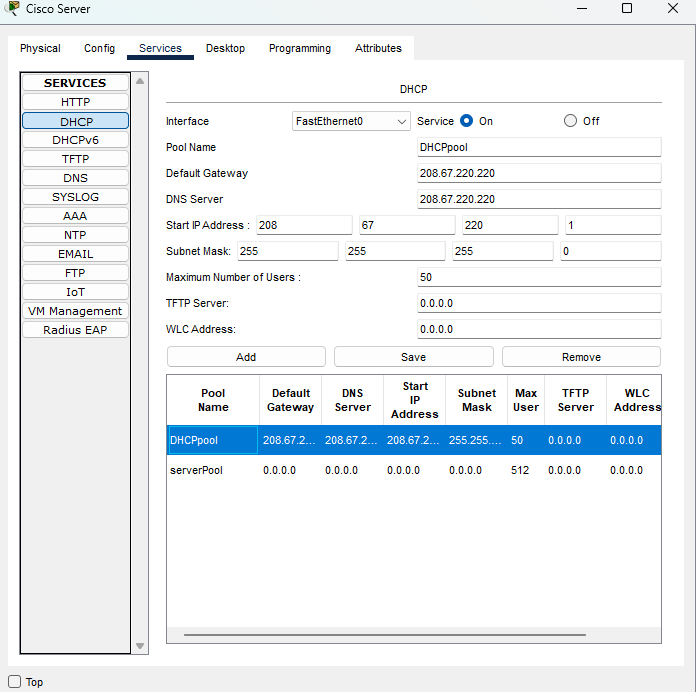 Cisco Server
Physical Config Services Desktop Programming Attributes
SERVICES
HTTP
DHCP
DHCPv6
TFTP
DNS
SYSLOG
AAA
NTP
EMAIL
FTP
IoT
VM Management
Radius EAP
DHCP
Interface FastEthernet0 Service On Off
Pool Name DHCPpool
Default Gateway 208.67.220.220
DNS Server 208.67.220.220
Start IP Address : 208 67 220 1
Subnet Mask: 255 255 255 0
Maximum Number of Users : 50
TFTP Server: 0.0.0.0
WLC Address: 0.0.0.0
Add Save Remove
Pool Name Default Gateway DNS Server Start IP Address Subnet Mask Max User TFTP Server WLC Address
DHCPpool 208.67.2... 208.67.2... 208.67.2... 255.255.... 50 0.0.0.0 0.0.0.0
serverPool 0.0.0.0 0.0.0.0 0.0.0.0 0.0.0.0 512 0.0.0.0 0.0.0.0
Top